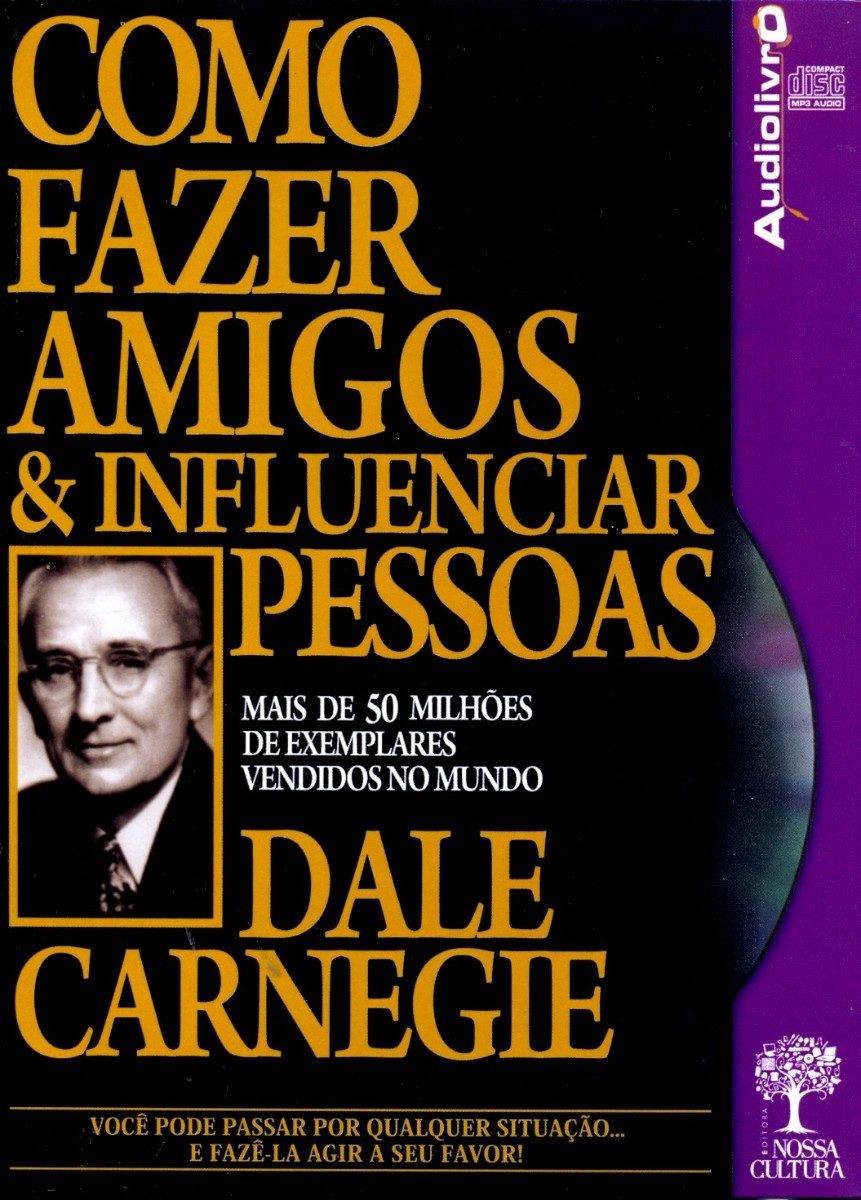 COMO
FAZER
AMIGOS
& INFLUENCIAR
PESSOAS
MAIS DE 50 MILHÕES
DE EXEMPLARES
VENDIDOS NO MUNDO
DALE
CARNEGIE
VOCÊ PODE PASSAR POR QUALQUER SITUAÇÃO...
E FAZÊ-LA AGIR A SEU FAVOR!
Audiolivro
COMPACT
disc
MP3 AUDIO
EDITORA
NOSSA
CULTURA